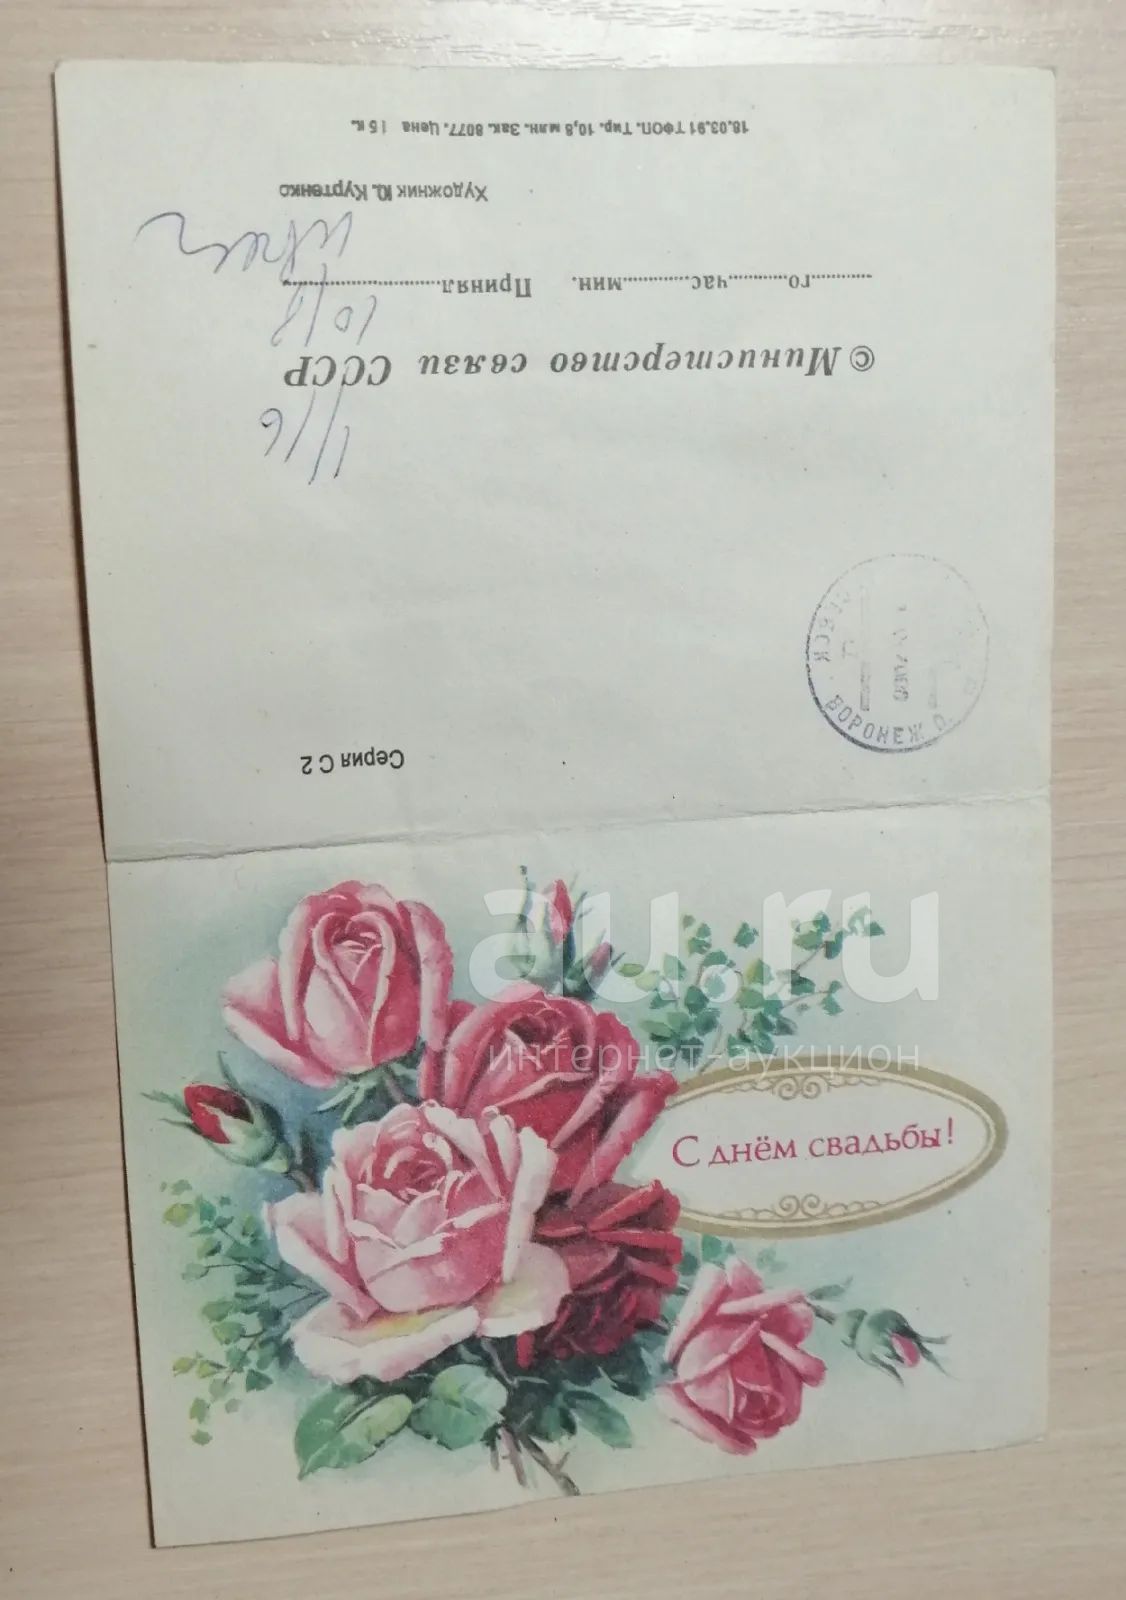 18.03.91 ТФОП. Тир. 10,8 млн. Зак. 8077. Цена 15 к.
Художник Ю. Куртенко
го час мин. Принял
© Министерство связи СССР
ВОРОНЕЖ
Серия С 2
au.ru
интернет-аукцион
С днём свадьбы!